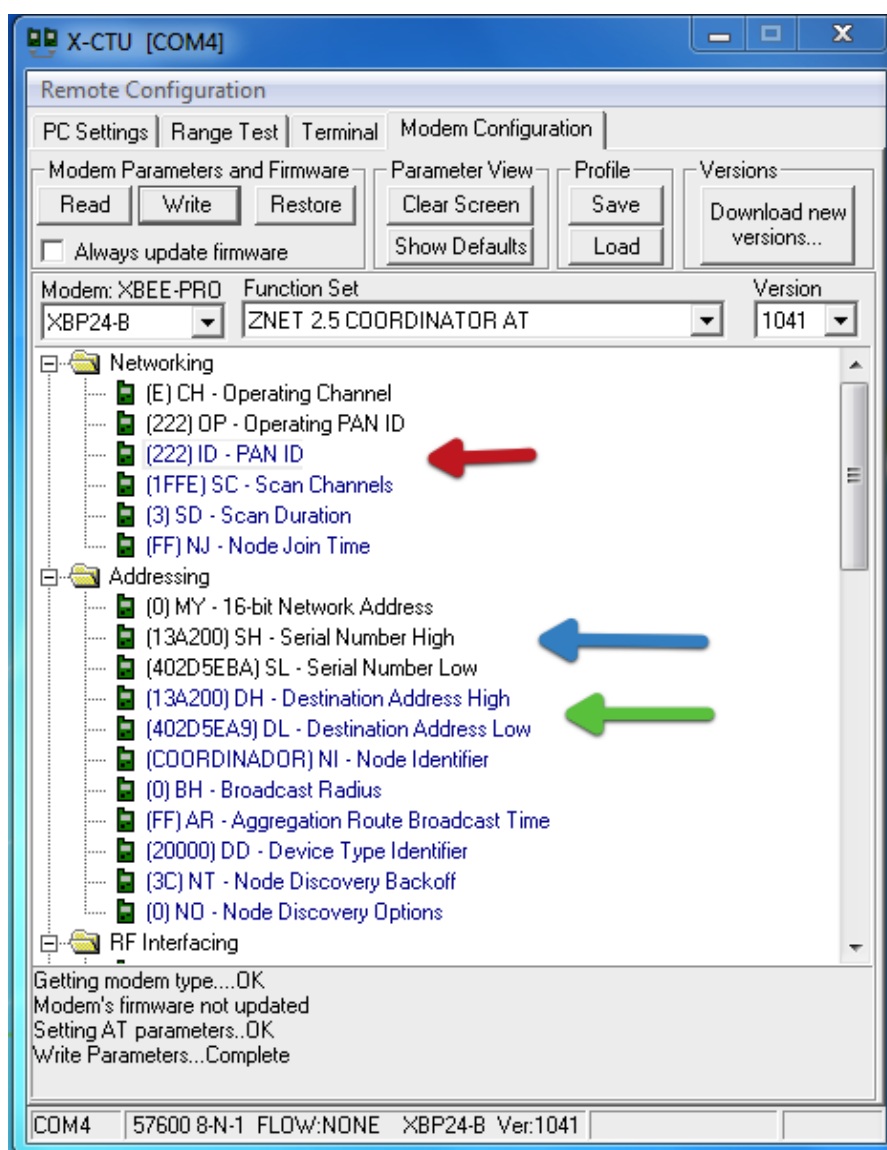 X-CTU [COM4]
Remote Configuration
PC Settings Range Test Terminal Modem Configuration
Modem Parameters and Firmware Parameter View Profile Versions
Read Write Restore Clear Screen Save Download new versions...
Always update firmware Show Defaults Load
Modem: XBEE-PRO Function Set Version
XBP24-B ZNET 2.5 COORDINATOR AT 1041
Networking
(E) CH - Operating Channel
(222) OP - Operating PAN ID
(222) ID - PAN ID
(1FFE) SC - Scan Channels
(3) SD - Scan Duration
(FF) NJ - Node Join Time
Addressing
(0) MY - 16-bit Network Address
(13A200) SH - Serial Number High
(402D5EBA) SL - Serial Number Low
(13A200) DH - Destination Address High
(402D5EA9) DL - Destination Address Low
(COORDINADOR) NI - Node Identifier
(0) BH - Broadcast Radius
(FF) AR - Aggregation Route Broadcast Time
(20000) DD - Device Type Identifier
(3C) NT - Node Discovery Backoff
(0) NO - Node Discovery Options
RF Interfacing
Getting modem type....OK
Modem's firmware not updated
Setting AT parameters..OK
Write Parameters...Complete
COM4 57600 8-N-1 FLOW:NONE XBP24-B Ver:1041